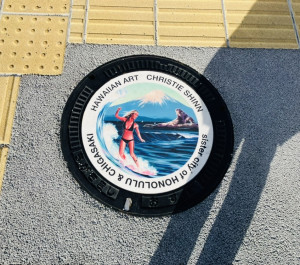 HAWAIIAN ART CHRISTIE SHINN
sister city of HONOLULU & CHIGASAKI